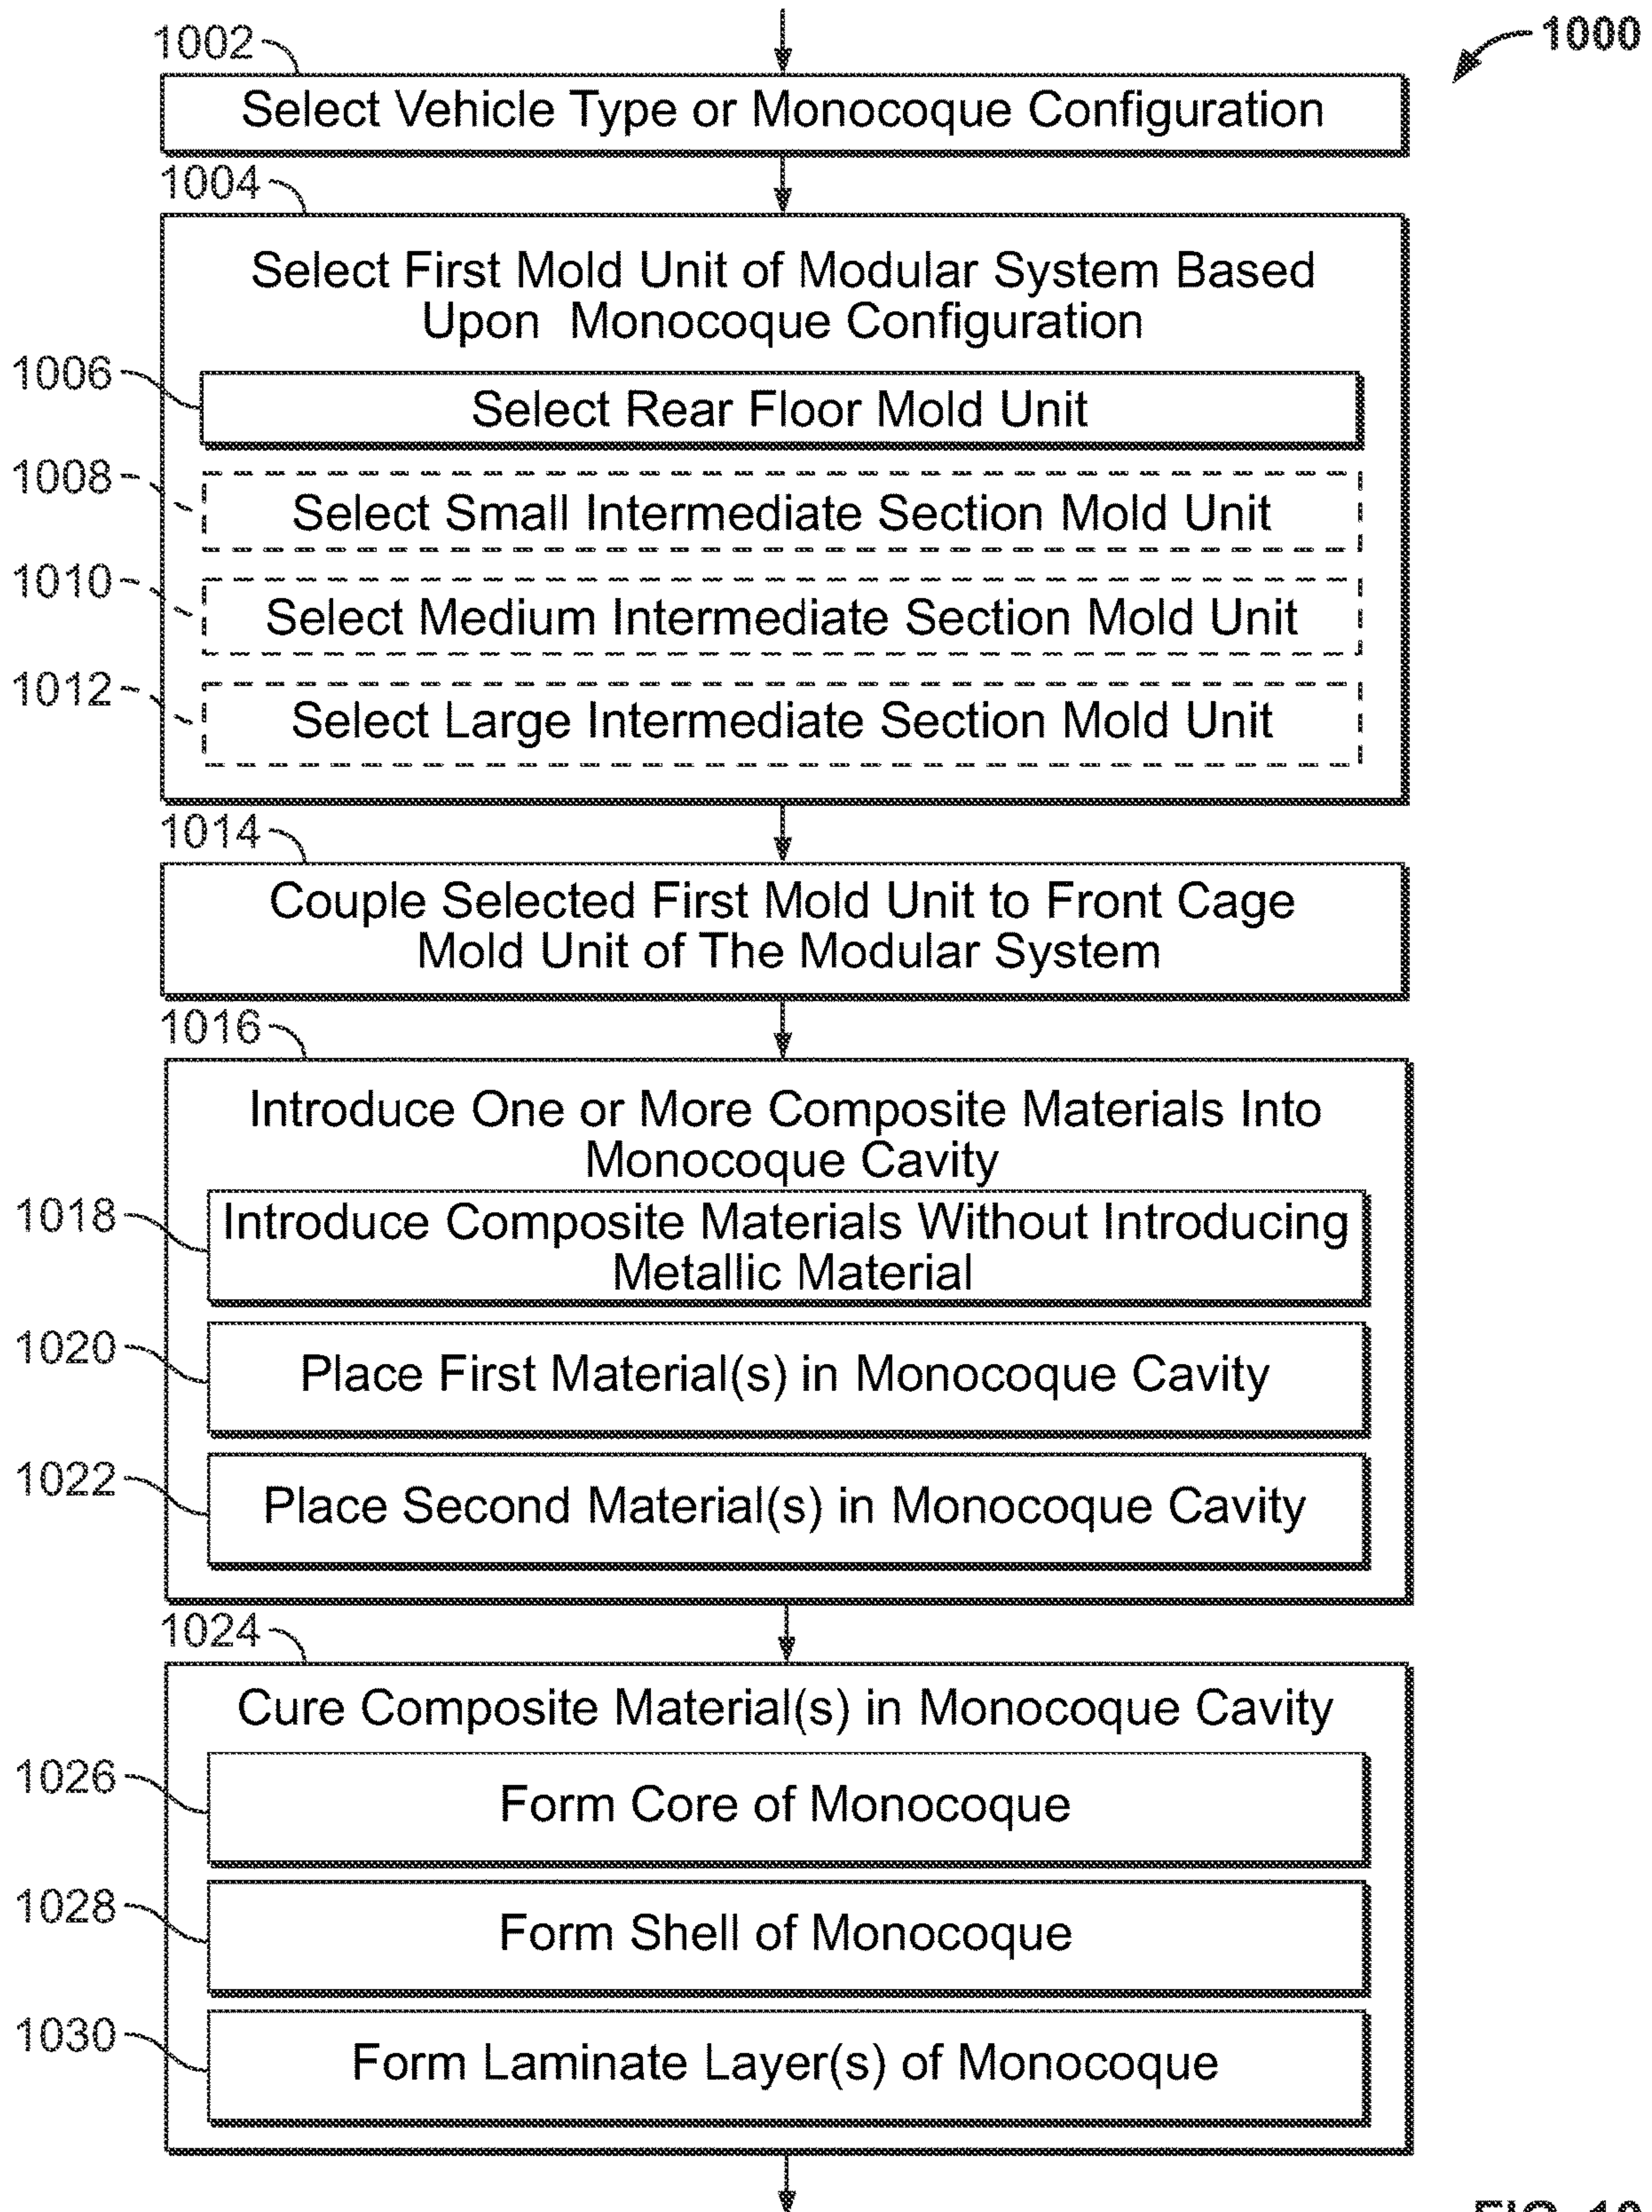 1000
1002
Select Vehicle Type or Monocoque Configuration
1004
Select First Mold Unit of Modular System Based
Upon Monocoque Configuration
1006
Select Rear Floor Mold Unit
1008
Select Small Intermediate Section Mold Unit
1010
Select Medium Intermediate Section Mold Unit
1012
Select Large Intermediate Section Mold Unit
1014
Couple Selected First Mold Unit to Front Cage
Mold Unit of The Modular System
1016
Introduce One or More Composite Materials Into
Monocoque Cavity
1018
Introduce Composite Materials Without Introducing
Metallic Material
1020
Place First Material(s) in Monocoque Cavity
1022
Place Second Material(s) in Monocoque Cavity
1024
Cure Composite Material(s) in Monocoque Cavity
1026
Form Core of Monocoque
1028
Form Shell of Monocoque
1030
Form Laminate Layer(s) of Monocoque